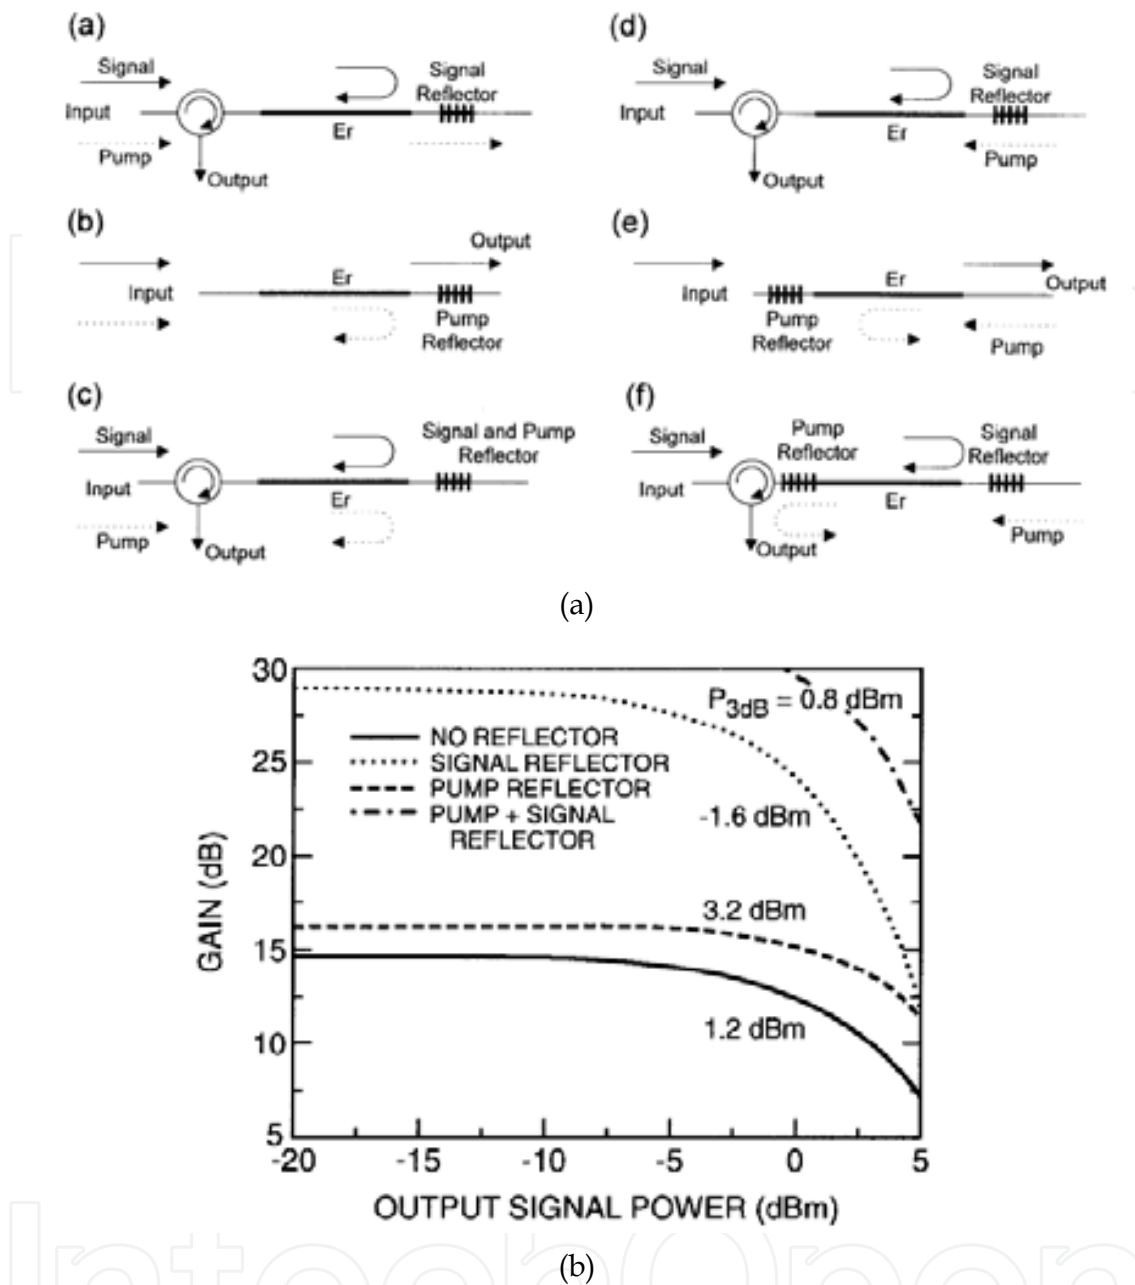 (a)
Signal
Input
Pump
Output
Er
Signal
Reflector
(d)
Signal
Input
Output
Er
Signal
Reflector
Pump
(b)
Input
Er
Output
Pump
Reflector
(e)
Input
Er
Output
Pump
Reflector
Pump
(c)
Signal
Input
Pump
Output
Er
Signal and Pump
Reflector
(f)
Signal
Input
Output
Pump
Reflector
Er
Signal
Reflector
Pump
(a)
GAIN (dB)
30
25
20
15
10
5
P3dB = 0.8 dBm
NO REFLECTOR
SIGNAL REFLECTOR
PUMP REFLECTOR
PUMP + SIGNAL
REFLECTOR
-1.6 dBm
3.2 dBm
1.2 dBm
-20 -15 -10 -5 0 5
OUTPUT SIGNAL POWER (dBm)
(b)
IntechOpen